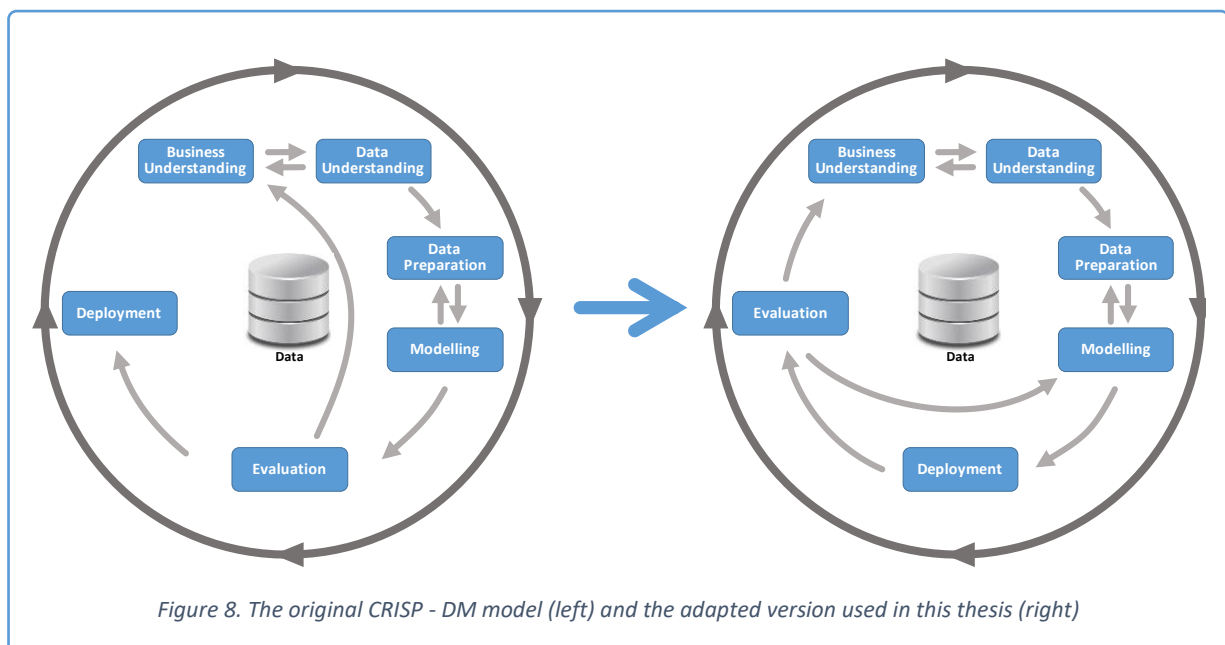 Business
Understanding
Data
Understanding
Data
Preparation
Deployment
Modelling
Data
Evaluation
Business
Understanding
Data
Understanding
Data
Preparation
Evaluation
Modelling
Data
Deployment
Figure 8. The original CRISP - DM model (left) and the adapted version used in this thesis (right)